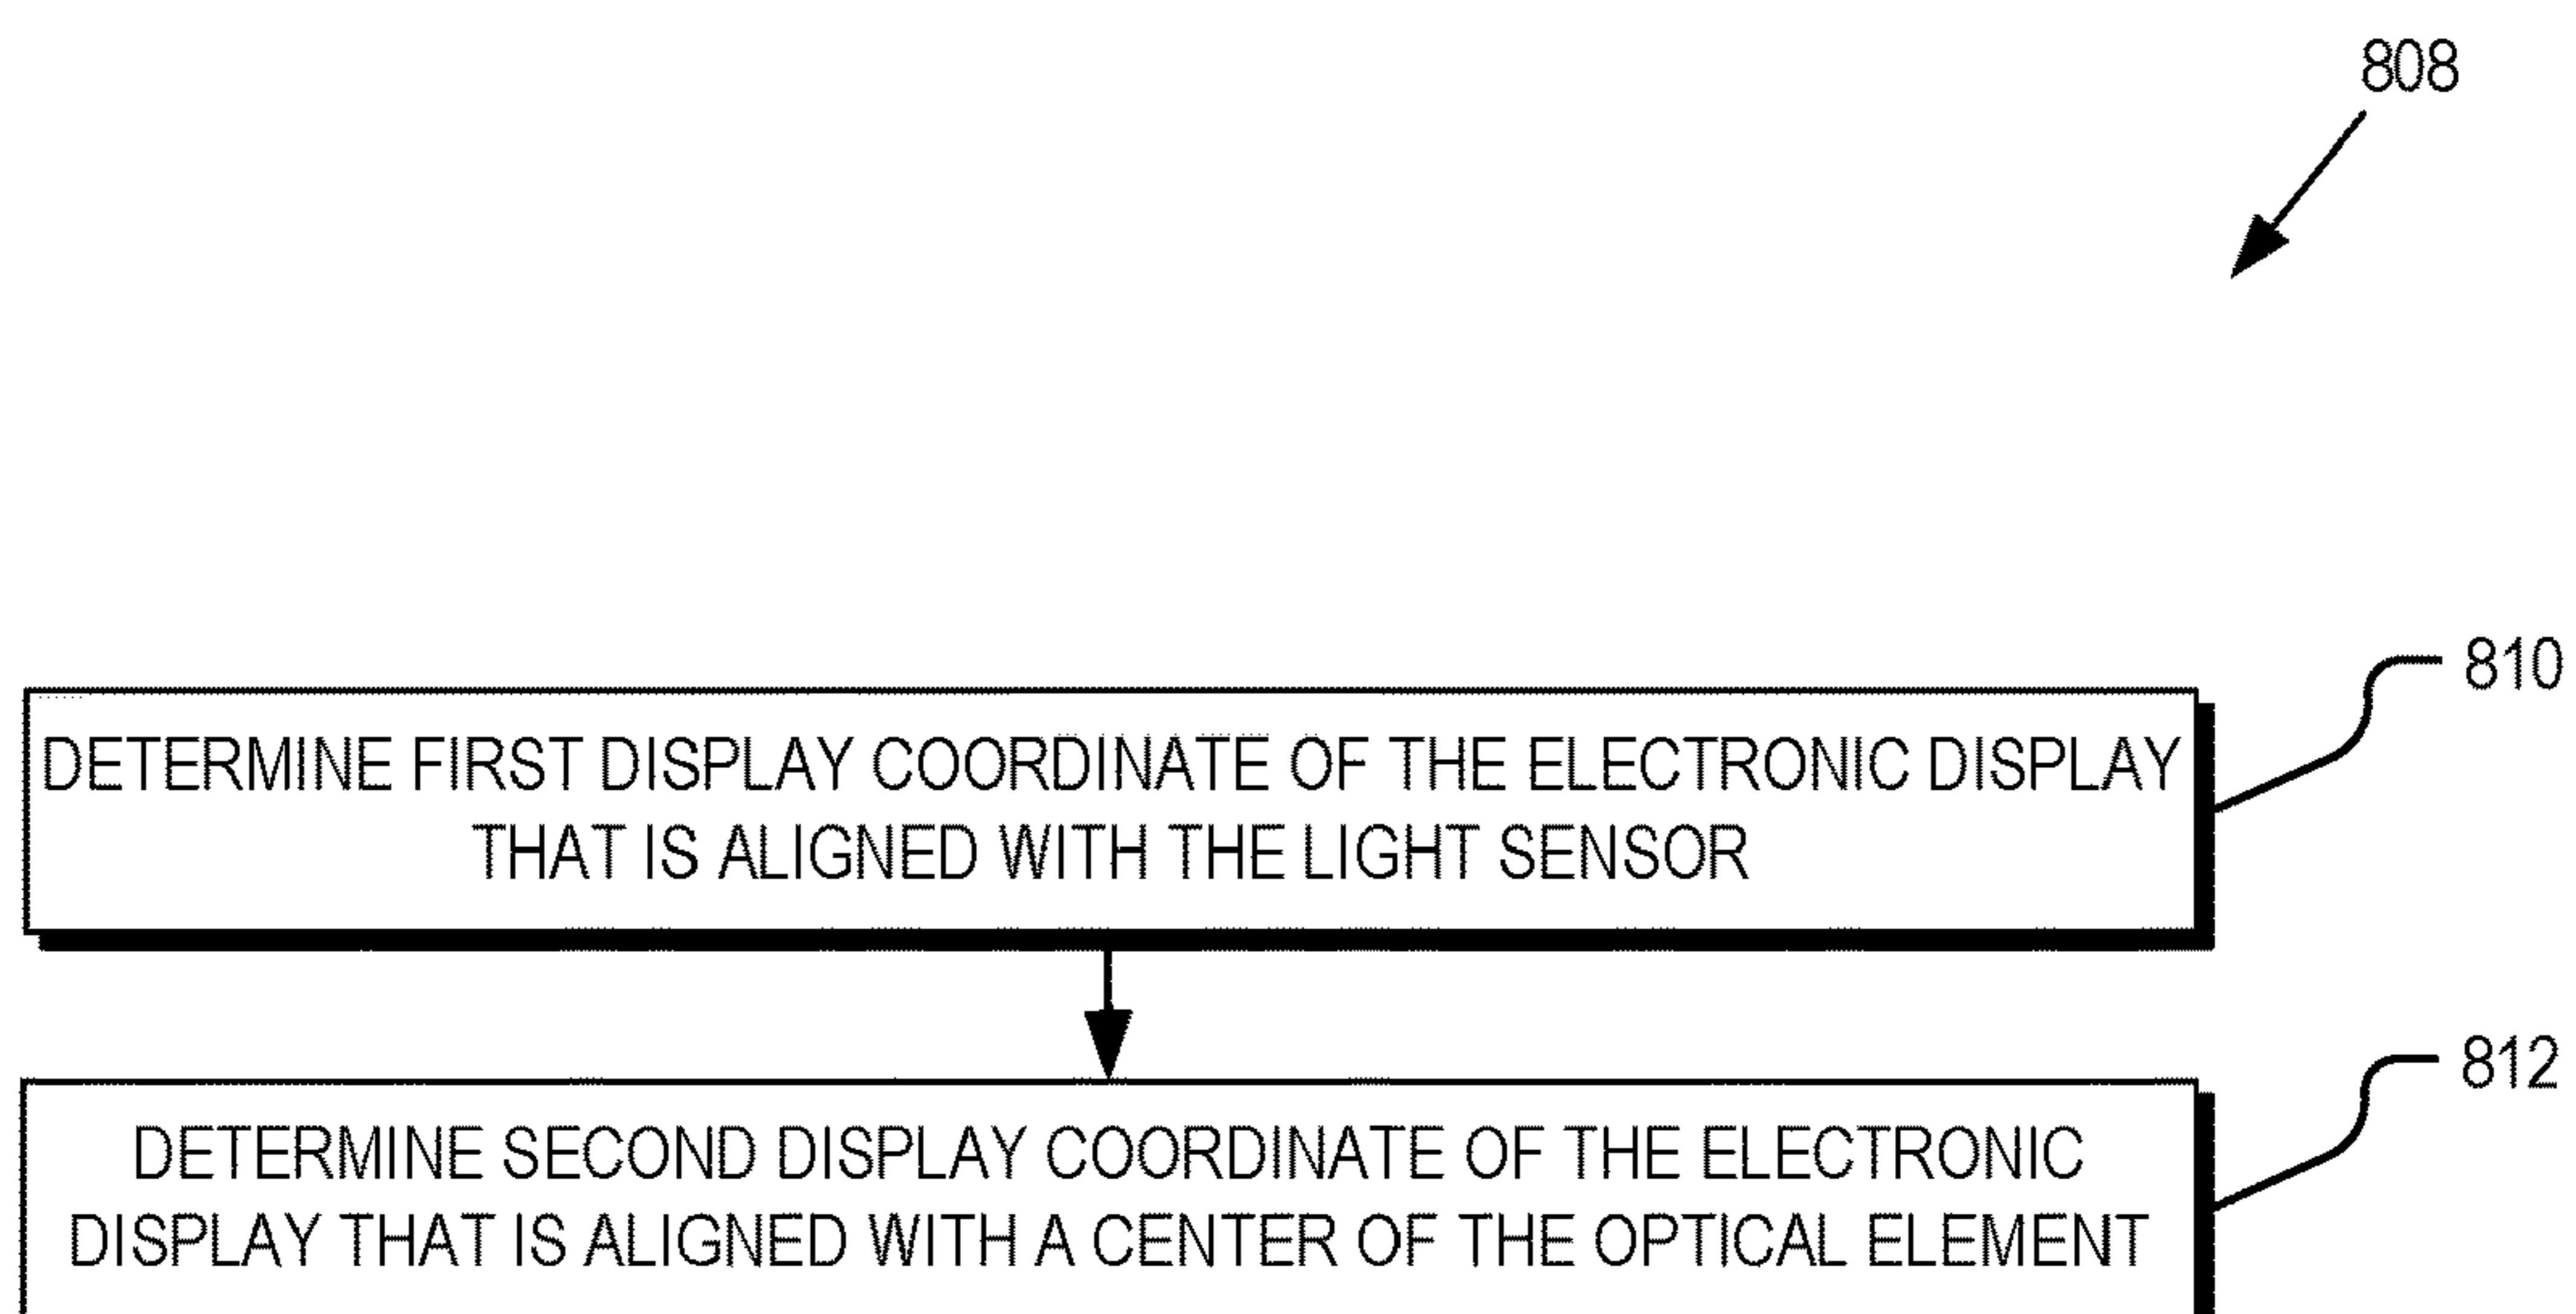 808
810
DETERMINE FIRST DISPLAY COORDINATE OF THE ELECTRONIC DISPLAY
THAT IS ALIGNED WITH THE LIGHT SENSOR
812
DETERMINE SECOND DISPLAY COORDINATE OF THE ELECTRONIC
DISPLAY THAT IS ALIGNED WITH A CENTER OF THE OPTICAL ELEMENT